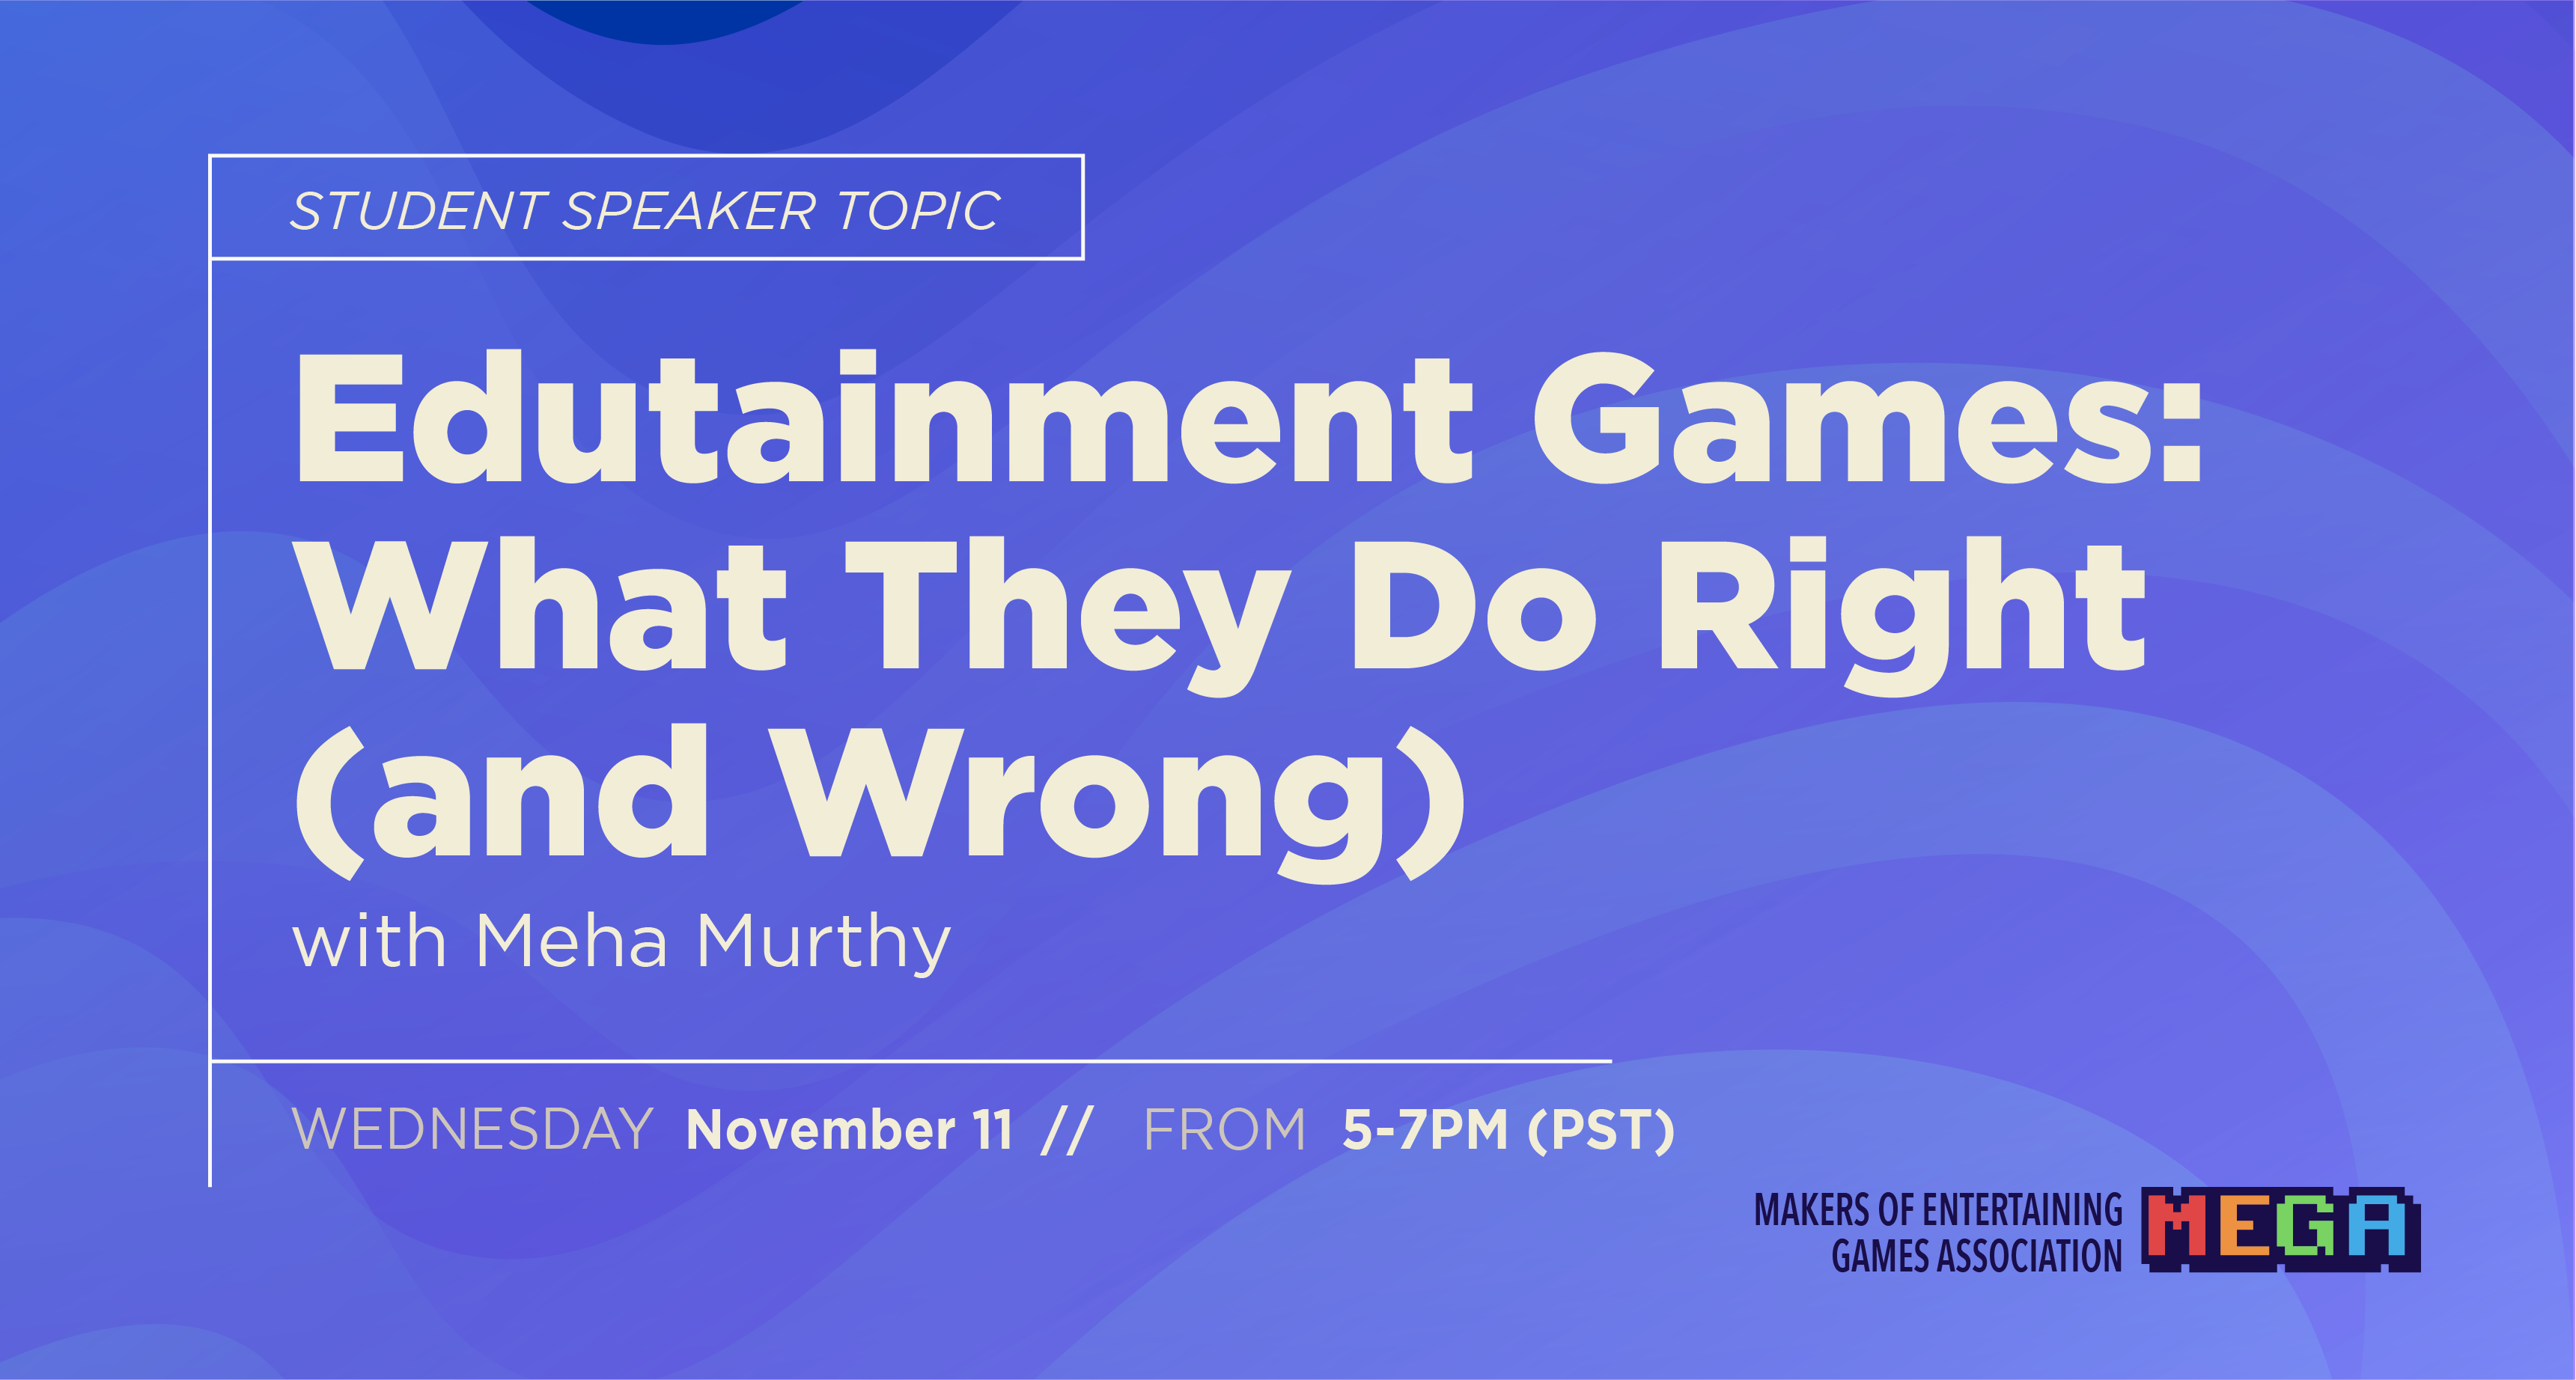 STUDENT SPEAKER TOPIC
Edutainment Games:
What They Do Right
(and Wrong)
with Meha Murthy
WEDNESDAY November 11 // FROM 5-7PM (PST)
MAKERS OF ENTERTAINING
GAMES ASSOCIATION
MEGA